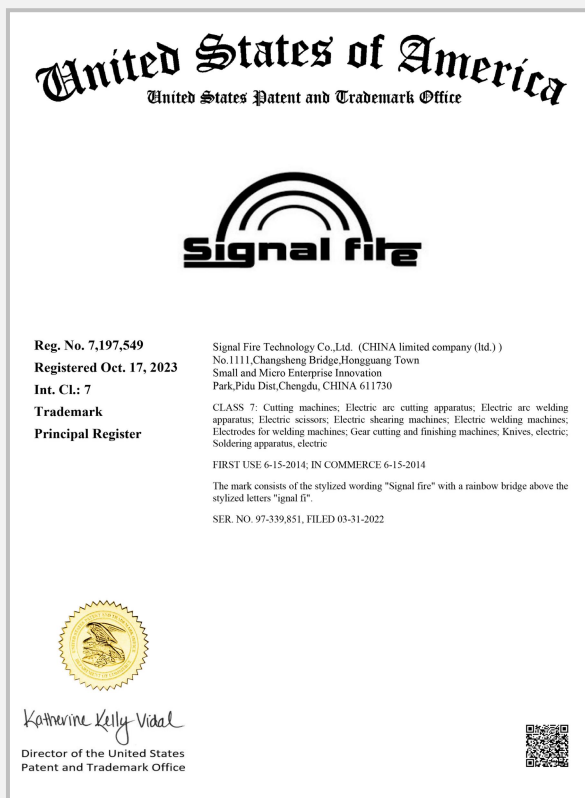 United States of America
United States Patent and Trademark Office
Signal fire
Reg. No. 7,197,549
Registered Oct. 17, 2023
Int. Cl.: 7
Trademark
Principal Register
Signal Fire Technology Co.,Ltd. (CHINA limited company (ltd.) )
No.1111,Changsheng Bridge,Hongguang Town
Small and Micro Enterprise Innovation
Park,Pidu Dist,Chengdu, CHINA 611730
CLASS 7: Cutting machines; Electric arc cutting apparatus; Electric arc welding
apparatus; Electric scissors; Electric shearing machines; Electric welding machines;
Electrodes for welding machines; Gear cutting and finishing machines; Knives, electric;
Soldering apparatus, electric
FIRST USE 6-15-2014; IN COMMERCE 6-15-2014
The mark consists of the stylized wording "Signal fire" with a rainbow bridge above the
stylized letters "ignal fi".
SER. NO. 97-339,851, FILED 03-31-2022
Katherine Kelly Vidal
Director of the United States
Patent and Trademark Office